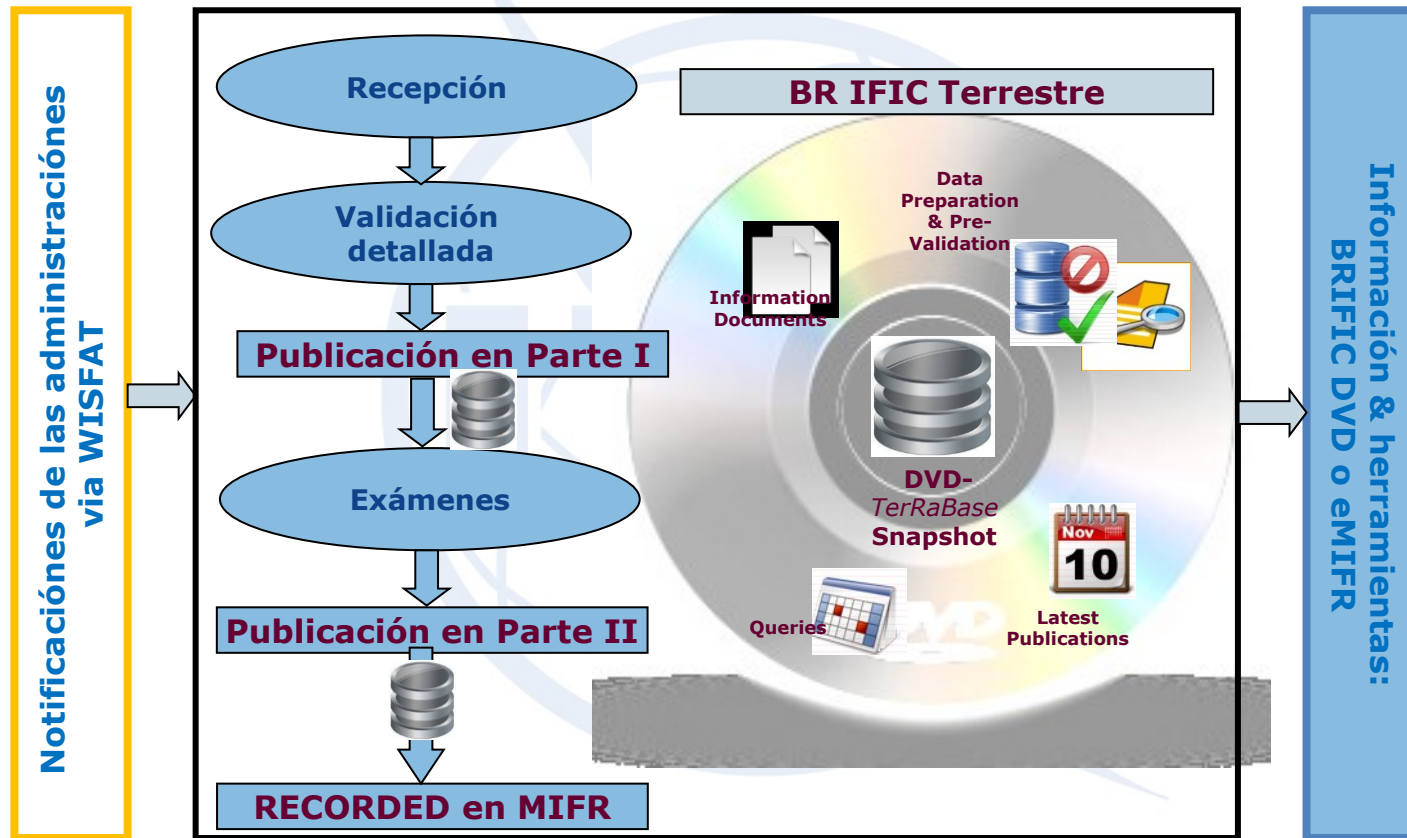 Notificaciónes de las administraciónes
via WISFAT
Recepción
Validación
detallada
Publicación en Parte I
Exámenes
Publicación en Parte II
RECORDED en MIFR
BR IFIC Terrestre
Data
Preparation
& Pre-
Validation
Information
Documents
DVD-
TerRaBase
Snapshot
Nov
10
Queries
Latest
Publications
DVD
Información & herramientas:
BRIFIC DVD o eMIFR